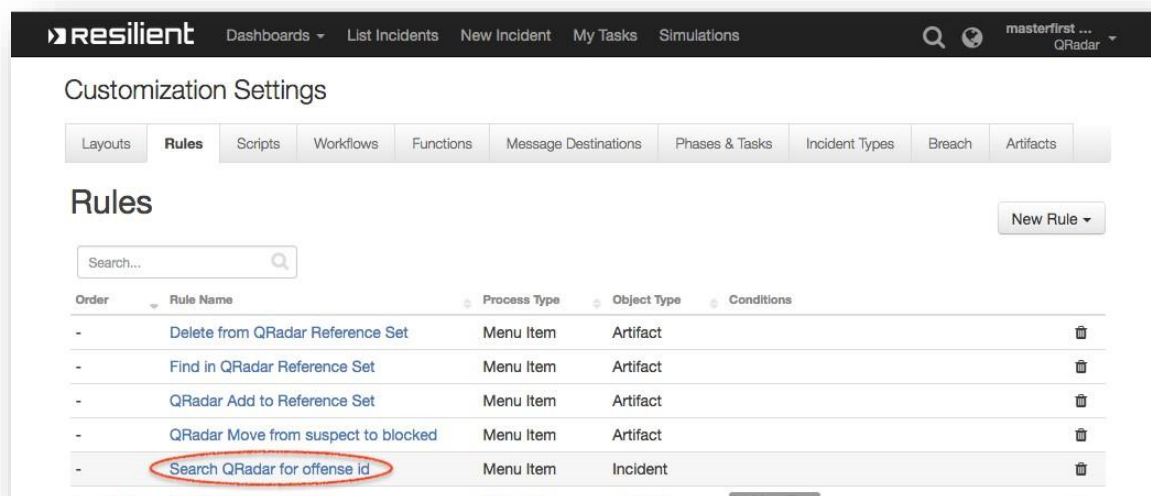 Resilient Dashboards List Incidents New Incident My Tasks Simulations masterfirst ...
QRadar
Customization Settings
Layouts Rules Scripts Workflows Functions Message Destinations Phases & Tasks Incident Types Breach Artifacts
Rules
New Rule
Search...
Order Rule Name Process Type Object Type Conditions
- Delete from QRadar Reference Set Menu Item Artifact
- Find in QRadar Reference Set Menu Item Artifact
- QRadar Add to Reference Set Menu Item Artifact
- QRadar Move from suspect to blocked Menu Item Artifact
- Search QRadar for offense id Menu Item Incident